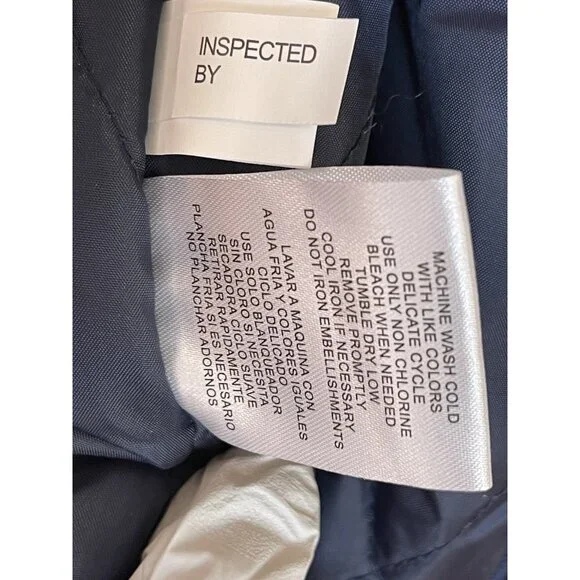 INSPECTED
BY
MACHINE WASH COLD
WITH LIKE COLORS
DELICATE CYCLE
USE ONLY NON CHLORINE
BLEACH WHEN NEEDED
TUMBLE DRY LOW
REMOVE PROMPTLY
COOL IRON IF NECESSARY
DO NOT IRON EMBELLISHMENTS
LAVAR A MAQUINA CON
AGUA FRIA Y COLORES IGUALES
CICLO DELICADO
USE SOLO BLANQUEADOR
SIN CLORO SI NECESITA
SECADORA CICLO SUAVE
RETIRAR RAPIDAMENTE
PLANCHA FRIA SI ES NECESARIO
NO PLANCHAR ADORNOS